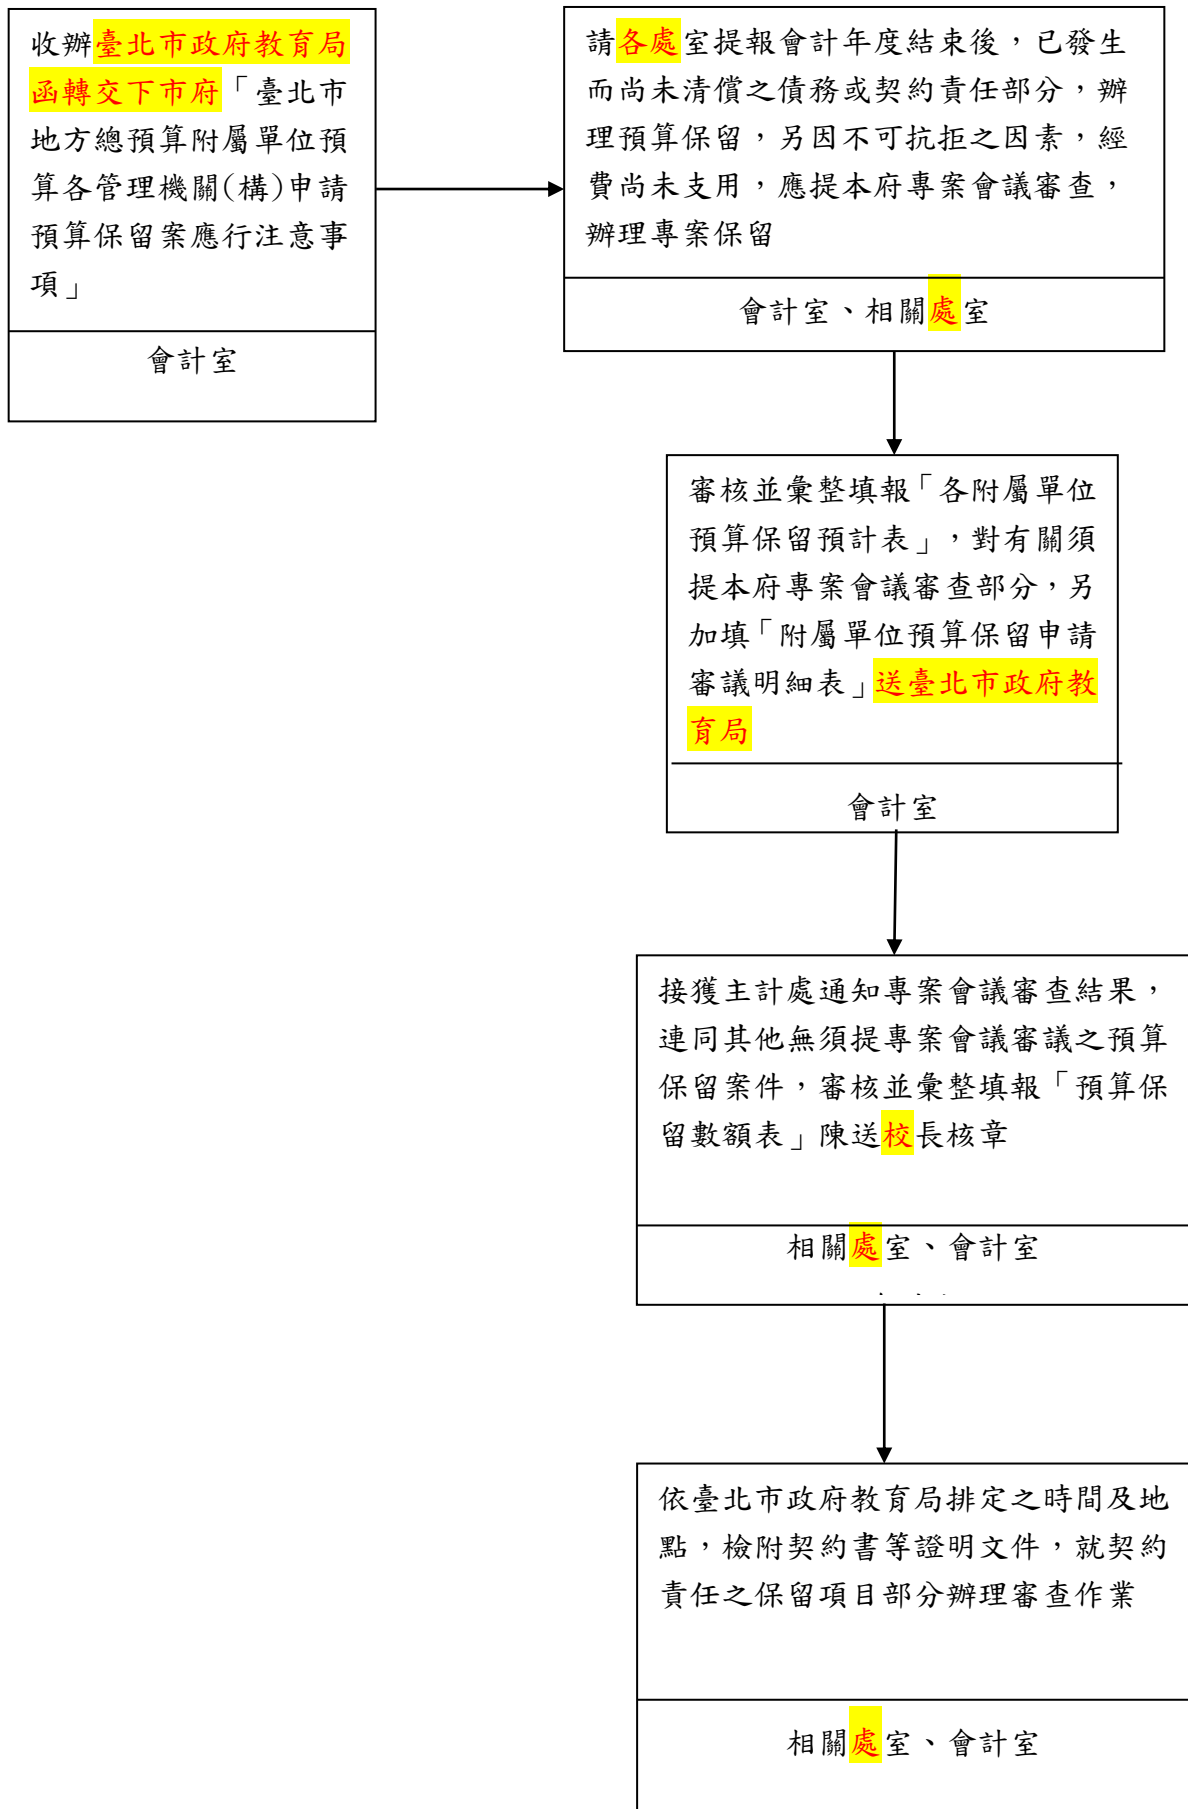 收辦臺北市政府教育局
函轉交下市府「臺北市
地方總預算附屬單位預
算各管理機關(構)申請
預算保留案應行注意事
項」
會計室
請各處室提報會計年度結束後，已發生
而尚未清償之債務或契約責任部分，辦
理預算保留，另因不可抗拒之因素，經
費尚未支用，應提本府專案會議審查，
辦理專案保留
會計室、相關處室
審核並彙整填報「各附屬單位
預算保留預計表」，對有關須
提本府專案會議審查部分，另
加填「附屬單位預算保留申請
審議明細表」送臺北市政府教
育局
會計室
接獲主計處通知專案會議審查結果，
連同其他無須提專案會議審議之預算
保留案件，審核並彙整填報「預算保
留數額表」陳送校長核章
相關處室、會計室
依臺北市政府教育局排定之時間及地
點，檢附契約書等證明文件，就契約
責任之保留項目部分辦理審查作業
相關處室、會計室